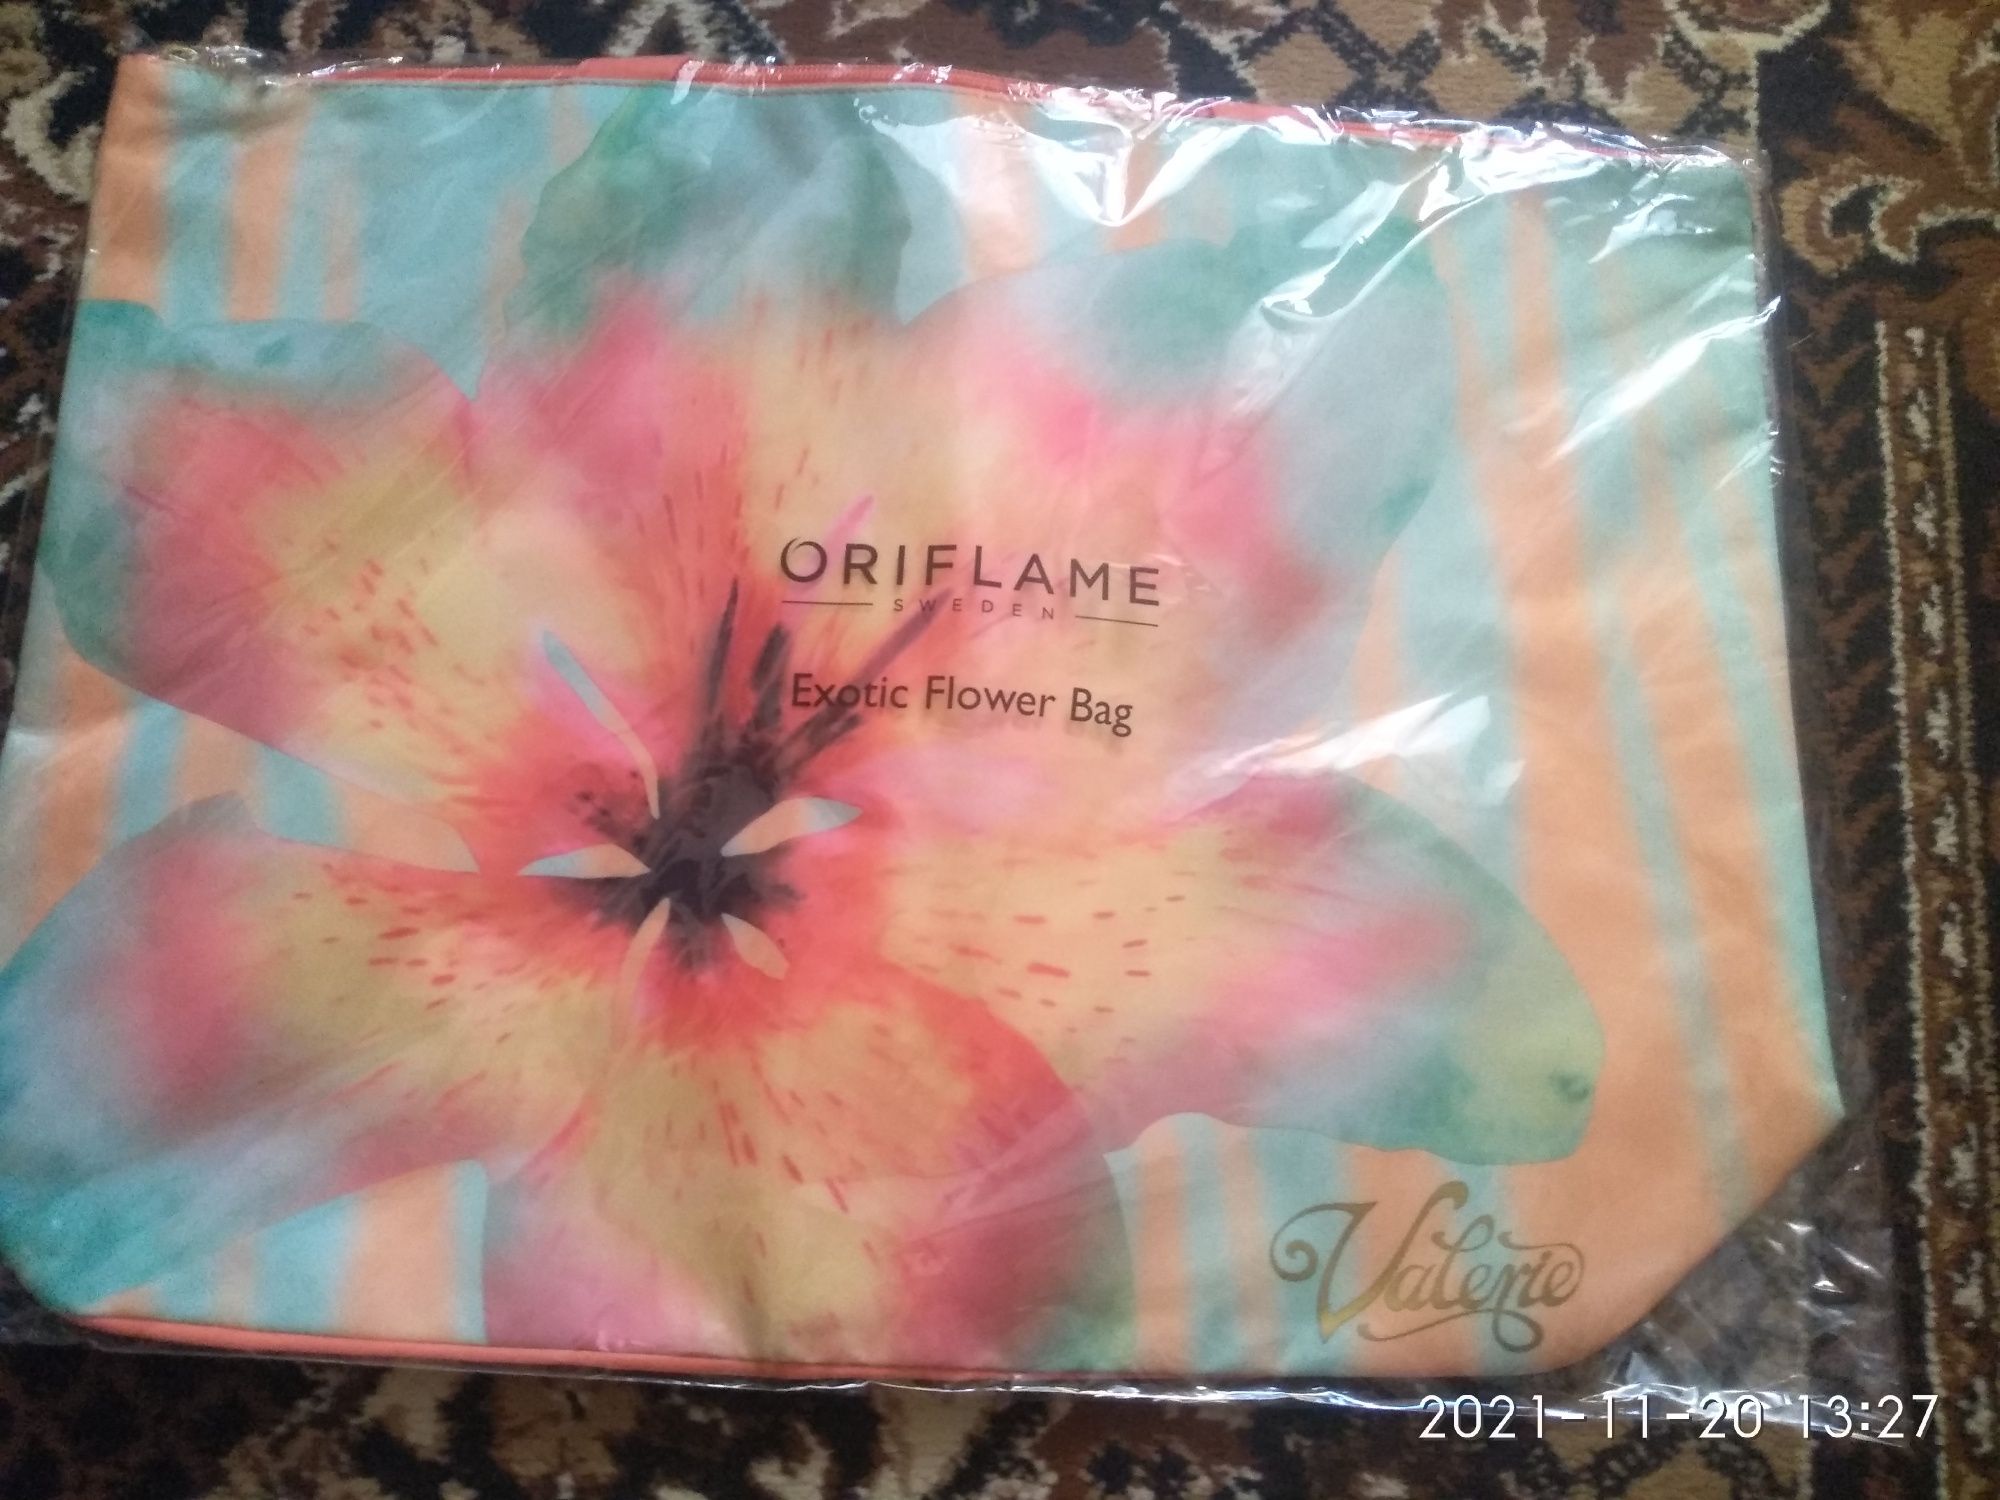 ORIFLAME
SWEDEN
Exotic Flower Bag
Valerie
2021-11-20 13:27